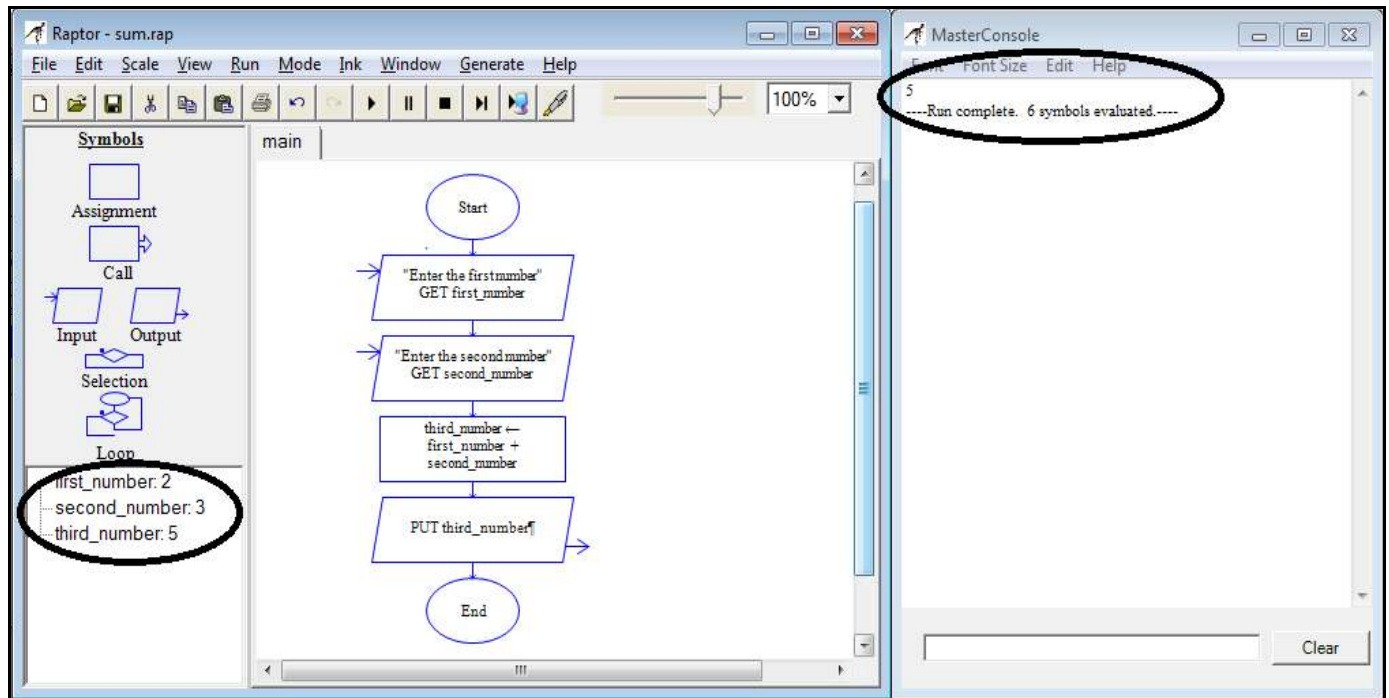 Raptor - sum.rap
File Edit Scale View Run Mode Ink Window Generate Help
100%
Symbols
Assignment
Call
Input Output
Selection
Loop
first_number: 2
second_number: 3
third_number: 5
main
Start
"Enter the first number"
GET first_number
"Enter the second number"
GET second_number
third_number ←
first_number +
second_number
PUT third_number¶
End
MasterConsole
Font Font Size Edit Help
5
----Run complete. 6 symbols evaluated.----
Clear